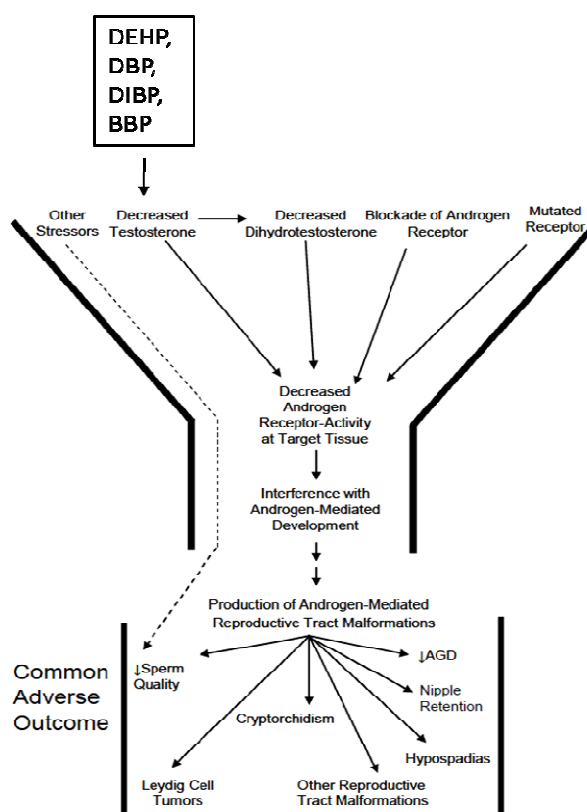 DEHP,
DBP,
DIBP,
BBP
Other
Stressors
Decreased
Testosterone
Decreased
Dihydrotestosterone
Blockade of Androgen
Receptor
Mutated
Receptor
Decreased
Androgen
Receptor-Activity
at Target Tissue
Interference with
Androgen-Mediated
Development
Production of Androgen-Mediated
Reproductive Tract Malformations
Common
Adverse
Outcome
↓Sperm
Quality
↓AGD
Nipple
Retention
Cryptorchidism
Hypospadias
Leydig Cell
Tumors
Other Reproductive
Tract Malformations